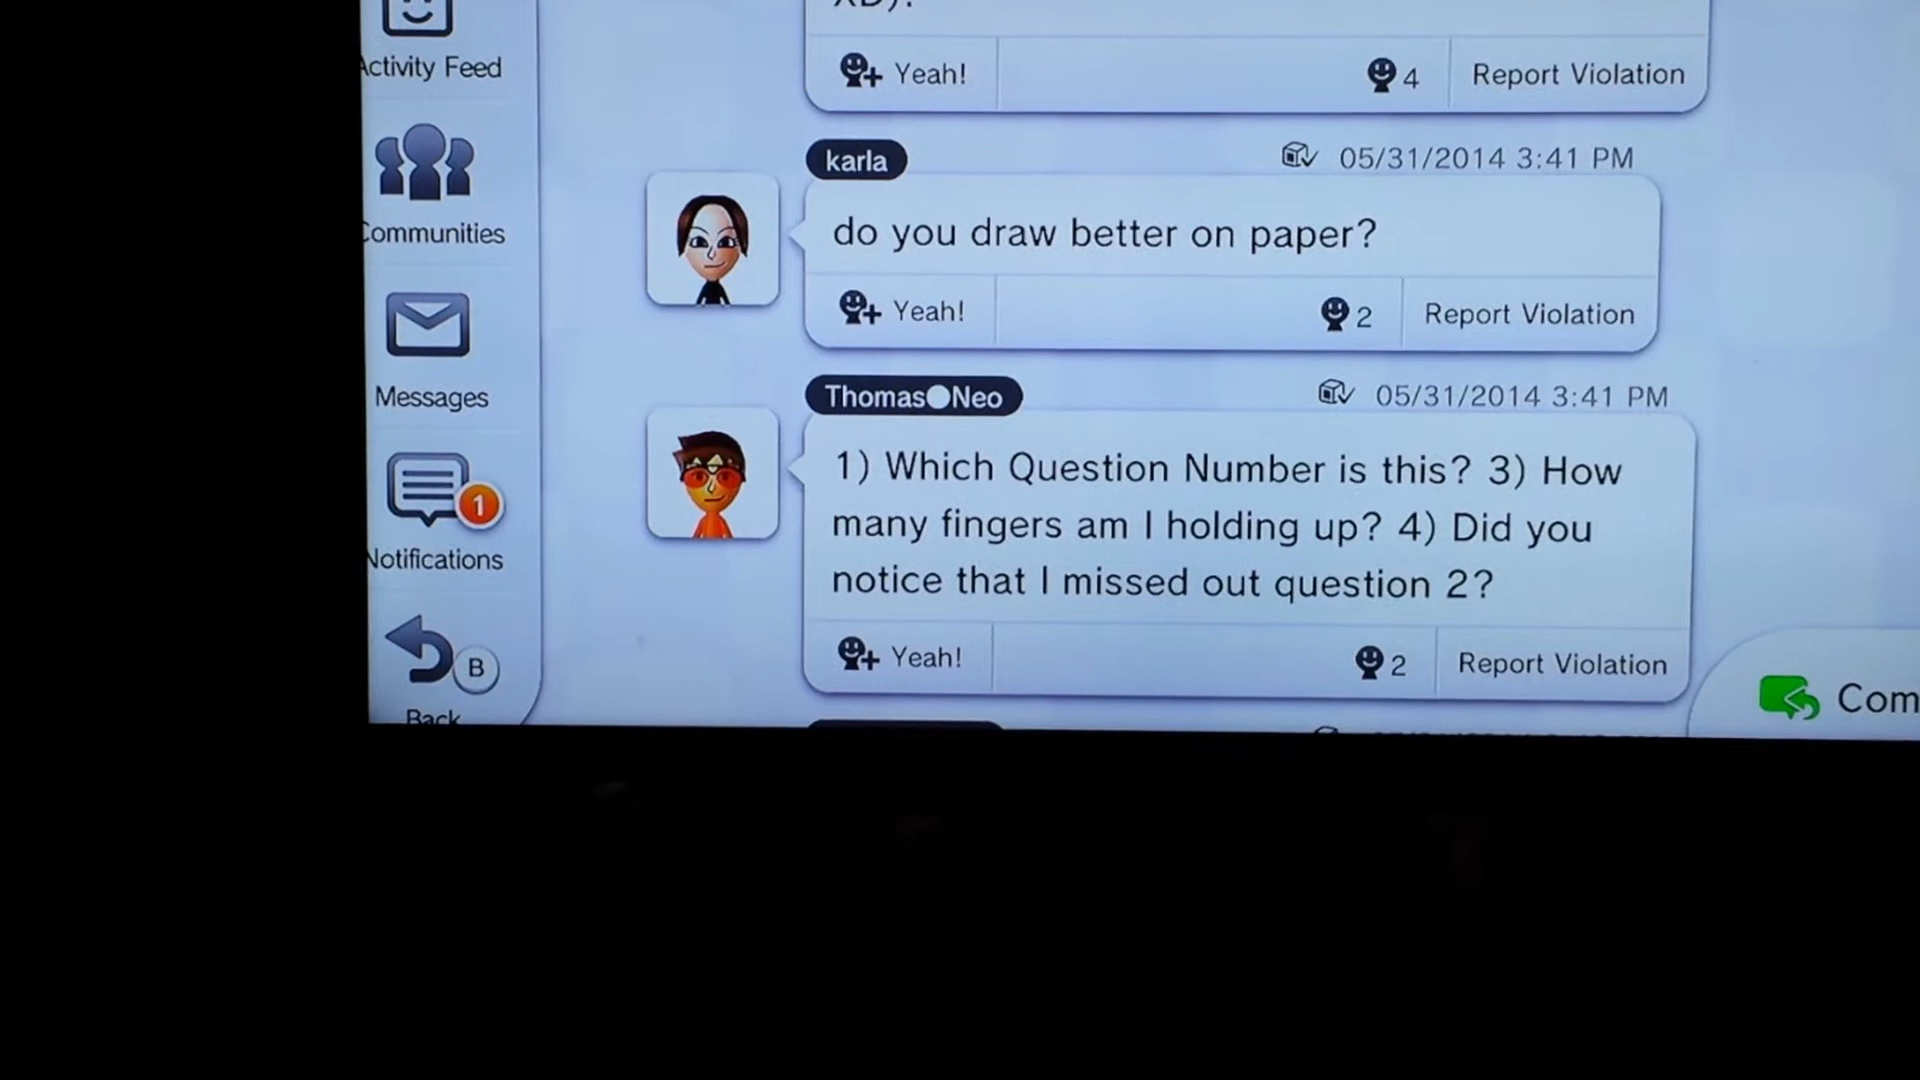 XD).
Yeah!
4
Report Violation
Activity Feed
Communities
Messages
1
Notifications
B
Back
karla
05/31/2014 3:41 PM
do you draw better on paper?
Yeah!
2
Report Violation
Thomas●Neo
05/31/2014 3:41 PM
1) Which Question Number is this? 3) How
many fingers am I holding up? 4) Did you
notice that I missed out question 2?
Yeah!
2
Report Violation
Com